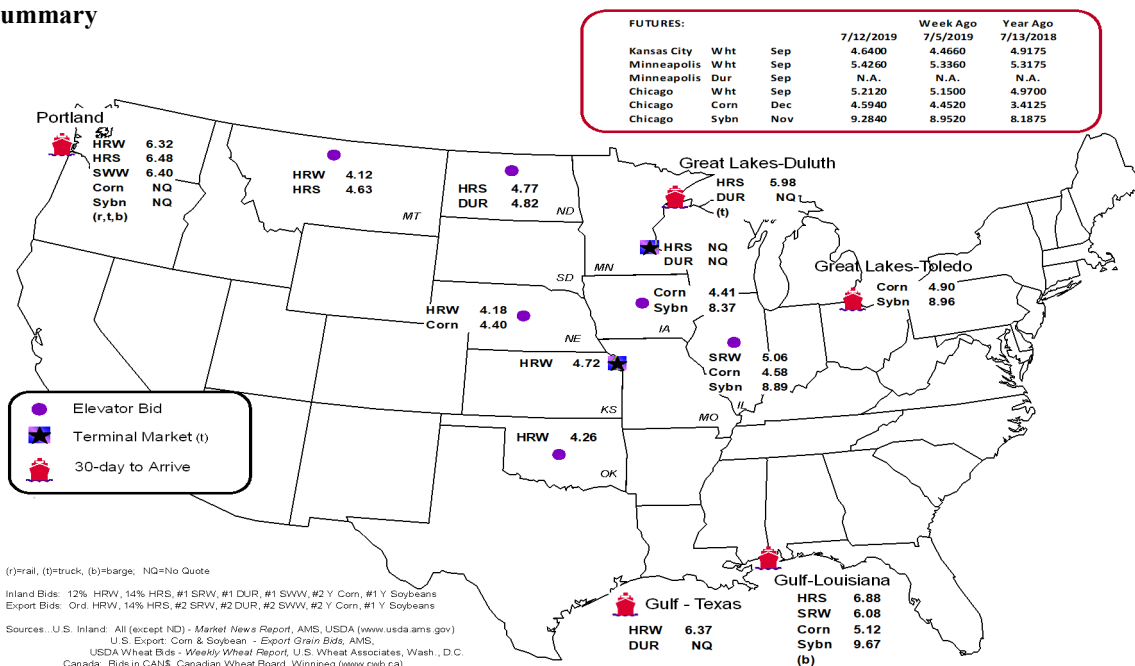 ummary
FUTURES: Week Ago Year Ago
7/12/2019 7/5/2019 7/13/2018
Kansas City Wht Sep 4.6400 4.4660 4.9175
Minneapolis Wht Sep 5.4260 5.3360 5.3175
Minneapolis Dur Sep N.A. N.A. N.A.
Chicago Wht Sep 5.2120 5.1500 4.9700
Chicago Corn Dec 4.5940 4.4520 3.4125
Chicago Sybn Nov 9.2840 8.9520 8.1875
Portland
HRW 6.32
HRS 6.48
SWW 6.40
Corn NQ
Sybn NQ
(r,t,b)
HRW 4.12
HRS 4.63
MT
HRS 4.77
DUR 4.82
ND
Great Lakes-Duluth
HRS 5.98
DUR NQ
(t)
HRS NQ
DUR NQ
MN
SD
Great Lakes-Toledo
Corn 4.90
Sybn 8.96
Corn 4.41
Sybn 8.37
IA
HRW 4.18
Corn 4.40
NE
SRW 5.06
Corn 4.58
Sybn 8.89
IL
HRW 4.72
KS
MO
HRW 4.26
OK
Elevator Bid
Terminal Market (t)
30-day to Arrive
Gulf-Louisiana
HRS 6.88
SRW 6.08
Corn 5.12
Sybn 9.67
(b)
Gulf - Texas
HRW 6.37
DUR NQ
(r)=rail, (t)=truck, (b)=barge; NQ=No Quote
Inland Bids: 12% HRW, 14% HRS, #1 SRW, #1 DUR, #1 SWW, #2 Y Corn, #1 Y Soybeans
Export Bids: Ord. HRW, 14% HRS, #2 SRW, #2 DUR, #2 SWW, #2 Y Corn, #1 Y Soybeans
Sources...U.S. Inland: All (except ND) - Market News Report, AMS, USDA (www.usda.ams.gov)
U.S. Export: Corn & Soybean - Export Grain Bids, AMS,
USDA Wheat Bids - Weekly Wheat Report, U.S. Wheat Associates, Wash., D.C.
Canada: Bids in CAN$, Canadian Wheat Board, Winnipeg (www.cwb.ca)